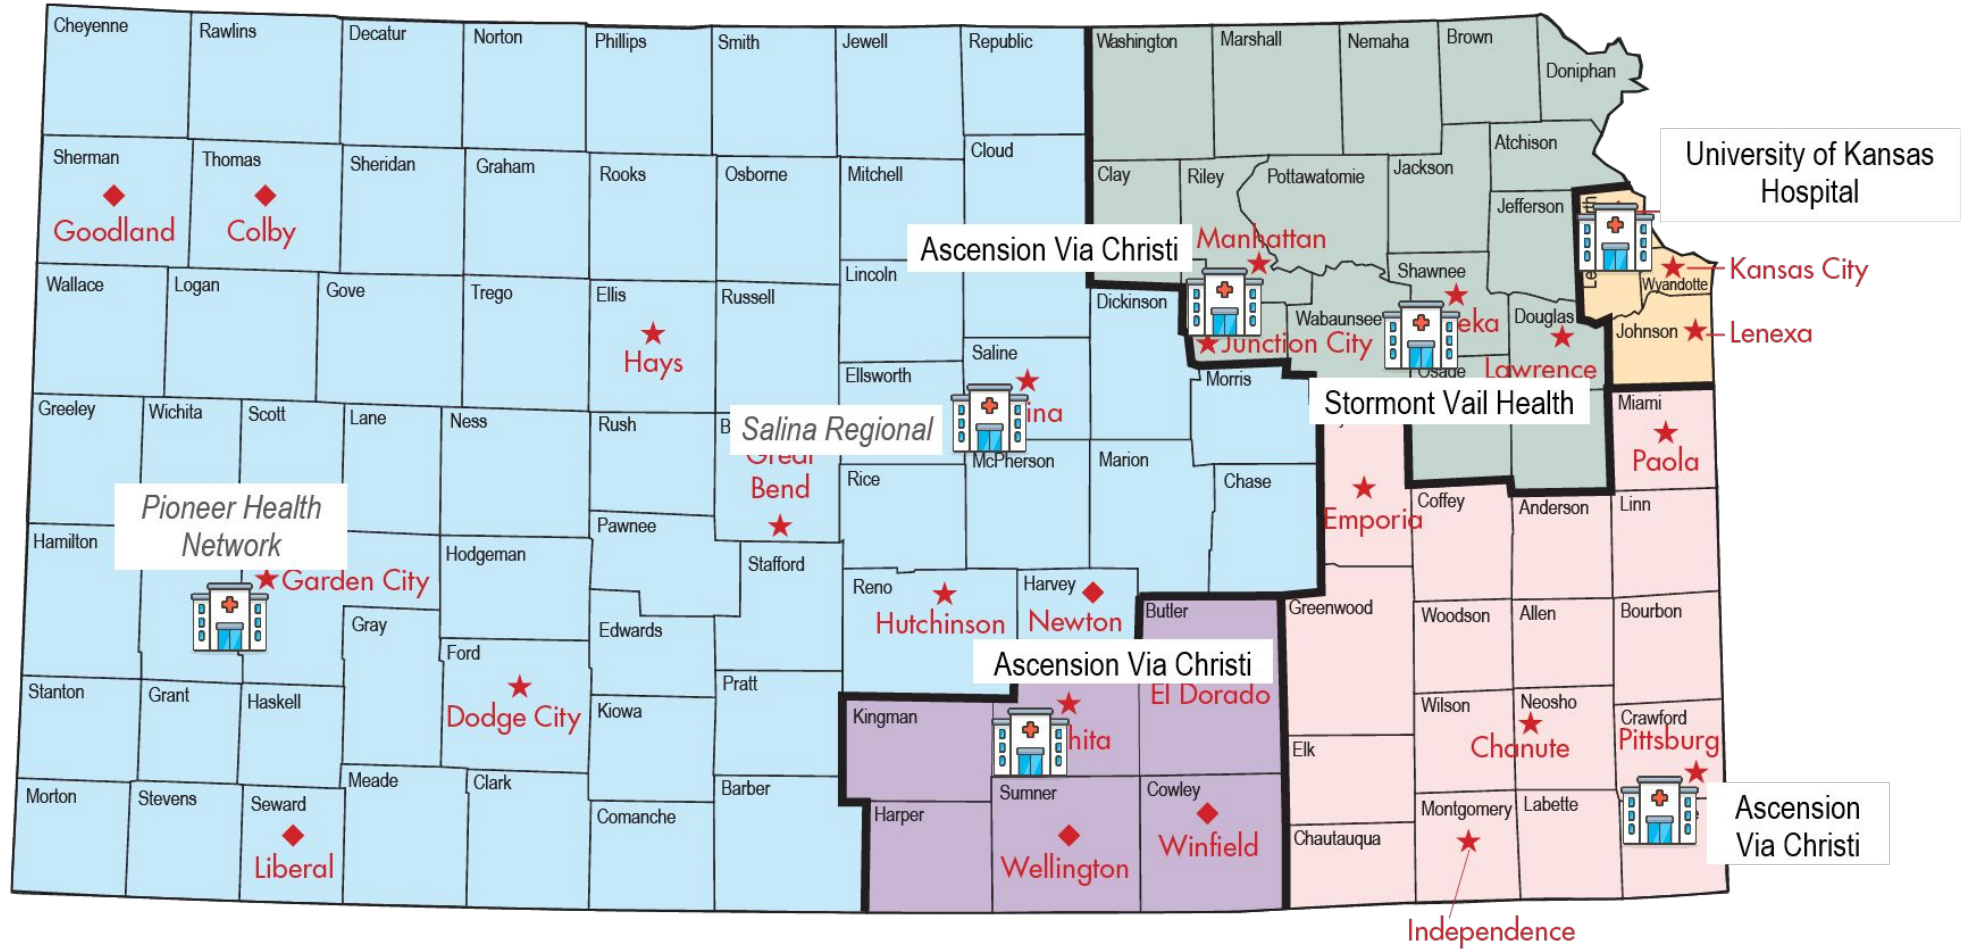 Cheyenne
Rawlins
Decatur
Norton
Phillips
Smith
Jewell
Republic
Washington
Marshall
Nemaha
Brown
Doniphan
Sherman
Goodland
Thomas
Colby
Sheridan
Graham
Rooks
Osborne
Mitchell
Cloud
Clay
Riley
Pottawatomie
Jackson
Atchison
Jefferson
University of Kansas
Hospital
Ascension Via Christi
Manhattan
Wallace
Logan
Gove
Trego
Ellis
Hays
Russell
Lincoln
Dickinson
Junction City
Wabaunsee
Shawnee
eka
Douglas
Lawrence
Wyandotte
Kansas City
Johnson
Lenexa
Saline
ina
Ellsworth
Morris
Osage
Stormont Vail Health
Miami
Paola
Greeley
Wichita
Scott
Lane
Ness
Rush
B
Salina Regional
Great
Bend
McPherson
Marion
Rice
Chase
Emporia
Coffey
Anderson
Linn
Pioneer Health
Network
Hamilton
Garden City
Hodgeman
Pawnee
Stafford
Reno
Hutchinson
Harvey
Newton
Butler
El Dorado
Greenwood
Woodson
Allen
Bourbon
Gray
Ford
Dodge City
Edwards
Ascension Via Christi
Stanton
Grant
Haskell
Kiowa
Pratt
Kingman
hita
Elk
Wilson
Neosho
Chanute
Crawford
Pittsburg
Morton
Stevens
Seward
Liberal
Meade
Clark
Comanche
Barber
Harper
Sumner
Wellington
Cowley
Winfield
Chautauqua
Montgomery
Independence
Labette
Ascension
Via Christi